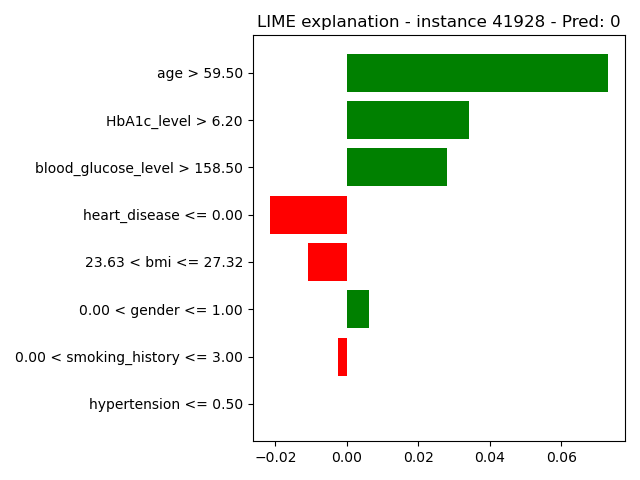 LIME explanation - instance 41928 - Pred: 0
age > 59.50
HbA1c_level > 6.20
blood_glucose_level > 158.50
heart_disease <= 0.00
23.63 < bmi <= 27.32
0.00 < gender <= 1.00
0.00 < smoking_history <= 3.00
hypertension <= 0.50
−0.02 0.00 0.02 0.04 0.06